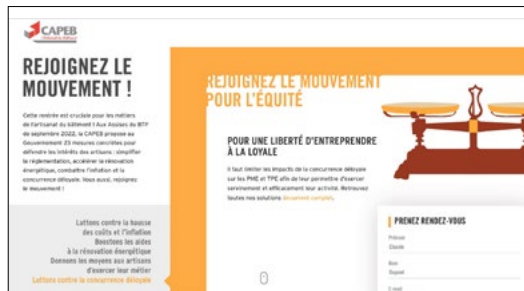 CAPEB
REJOIGNEZ LE
MOUVEMENT !
Cette rentrée est cruciale pour les métiers
de l'artisanat du bâtiment ! Aux Assises du BTP
de septembre 2022, la CAPEB propose au
Gouvernement 23 mesures concrètes pour
défendre les intérêts des artisans : simplifier
la réglementation, accélérer la rénovation
énergétique, combattre l'inflation et la
concurrence déloyale. Vous aussi, rejoignez
le mouvement !
Luttons contre la hausse
des coûts et l'inflation
Boostons les aides
à la rénovation énergétique
Donnons les moyens aux artisans
d'exercer leur métier
Luttons contre la concurrence déloyale
REJOIGNEZ LE MOUVEMENT
POUR L'ÉQUITÉ
POUR UNE LIBERTÉ D'ENTREPRENDRE
À LA LOYALE
Il faut limiter les impacts de la concurrence déloyale
sur les PME et TPE afin de leur permettre d'exercer
sereinement et efficacement leur activité. Retrouvez
toutes nos solutions document complet.
PRENEZ RENDEZ-VOUS
Prénom
Claude
Nom
Dupont
E-mail